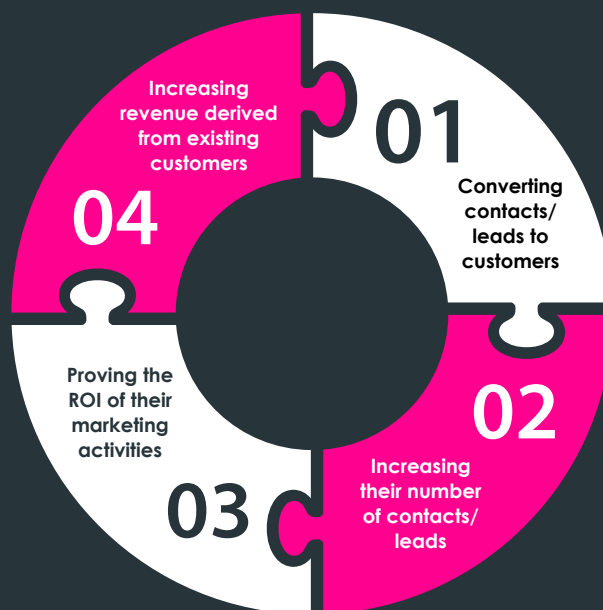 01
Converting
contacts/
leads to
customers
02
Increasing
their number
of contacts/
leads
Proving the
ROI of their
marketing
activities
03
Increasing
revenue derived
from existing
customers
04